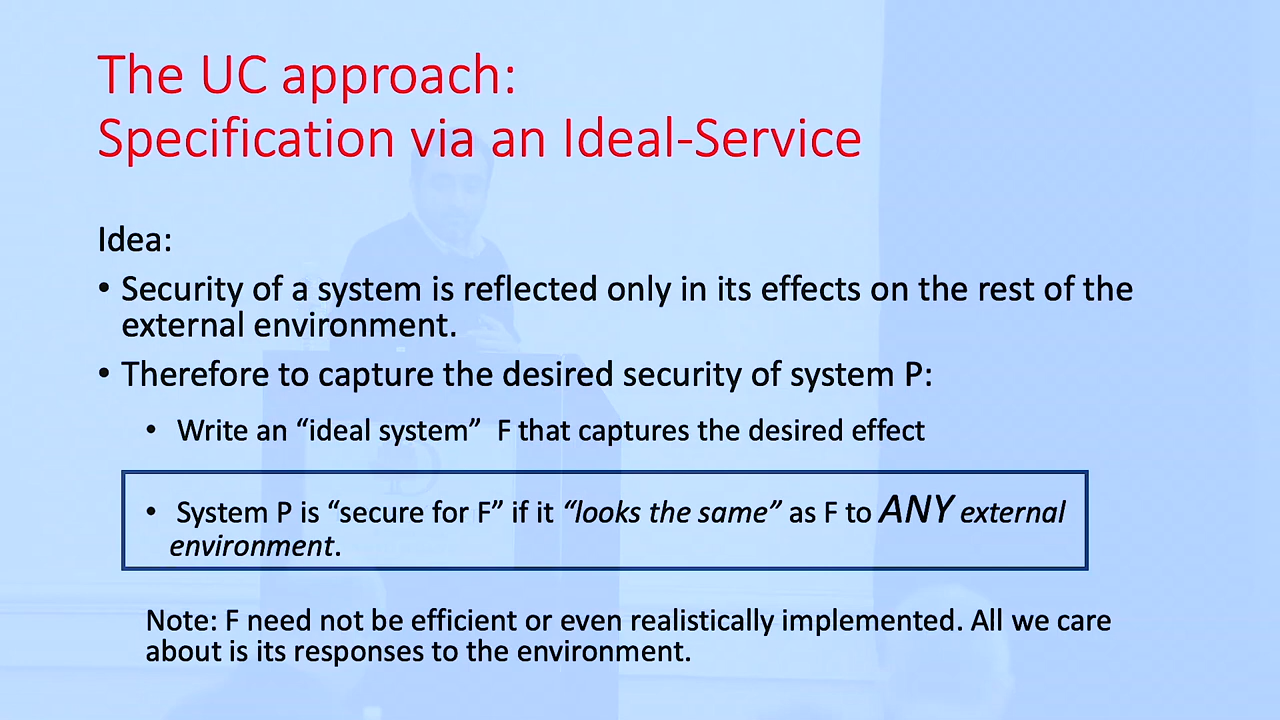 The UC approach:
Specification via an Ideal-Service
Idea:
• Security of a system is reflected only in its effects on the rest of the
external environment.
• Therefore to capture the desired security of system P:
• Write an “ideal system” F that captures the desired effect
• System P is “secure for F” if it “looks the same” as F to ANY external
environment.
Note: F need not be efficient or even realistically implemented. All we care
about is its responses to the environment.